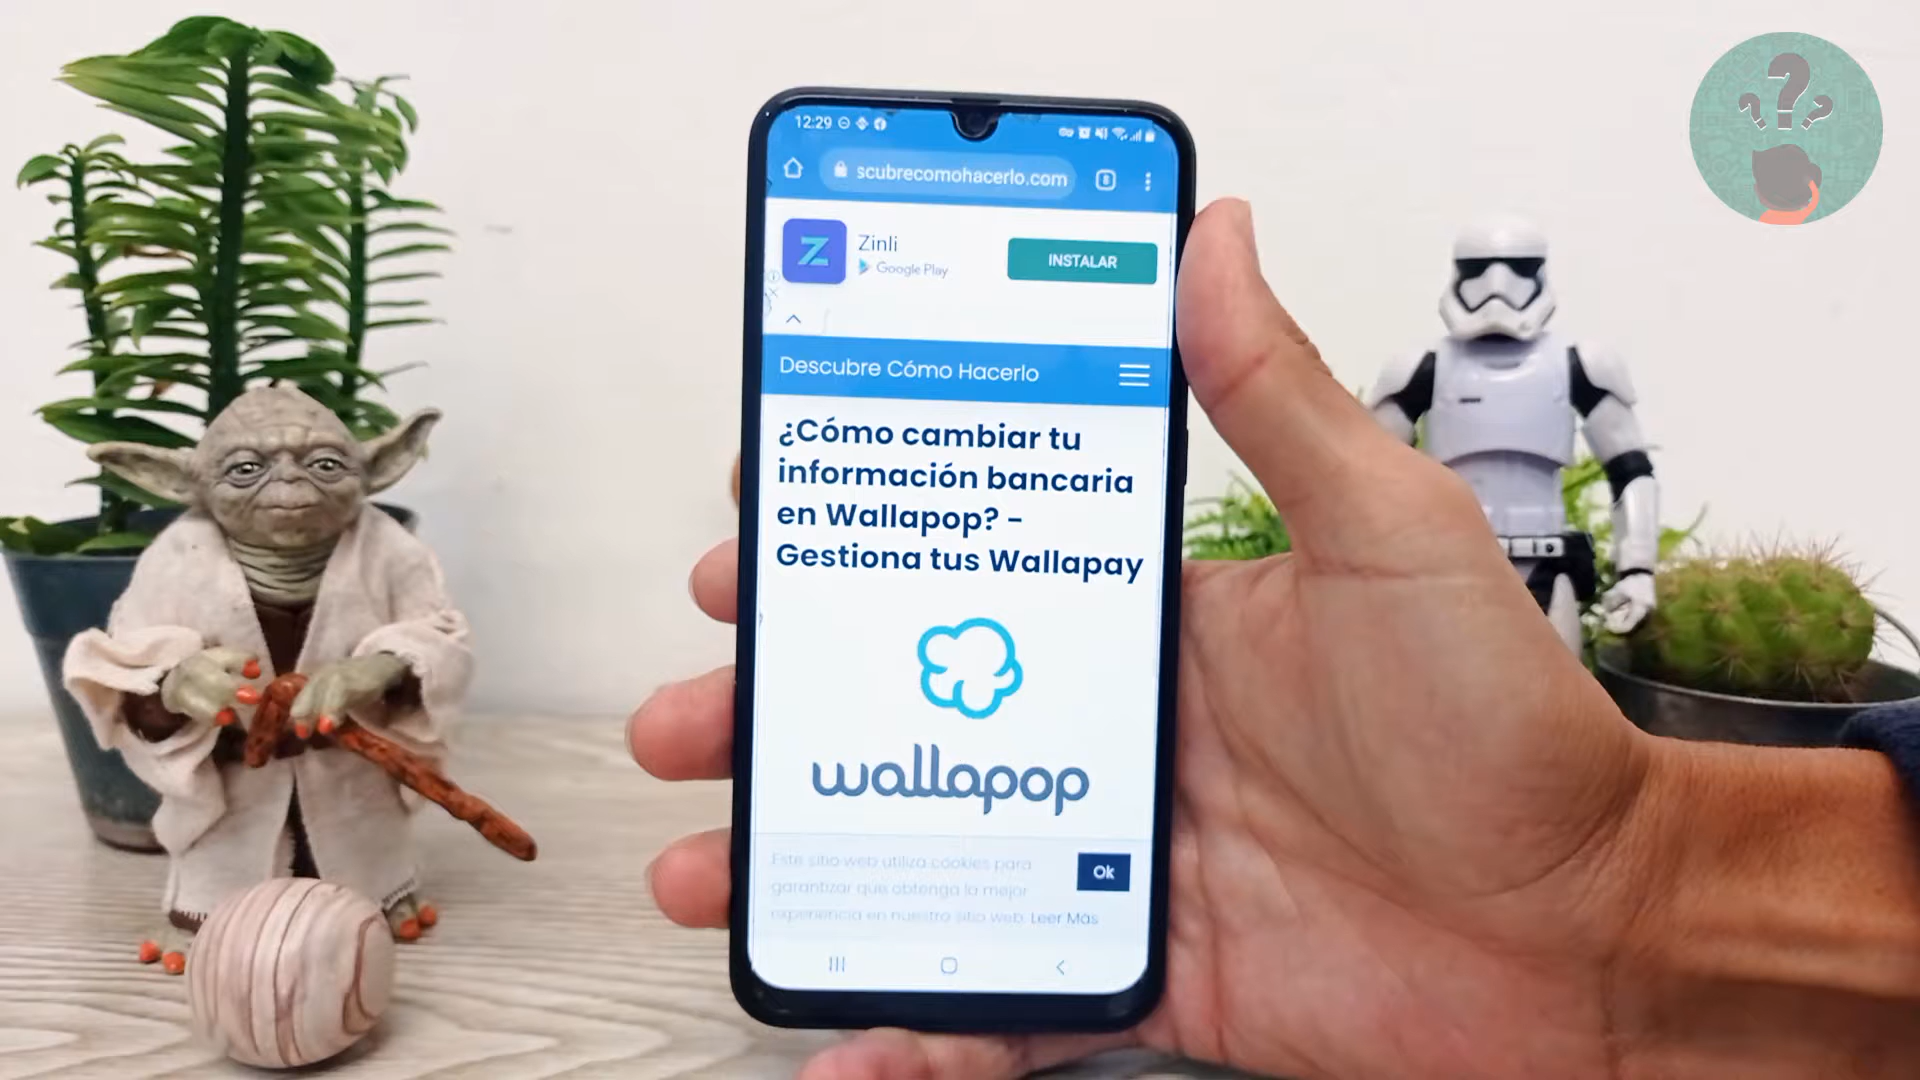 12:29
scubrecomohacerlo.com
8
Zinli
Google Play
INSTALAR
Descubre Cómo Hacerlo
¿Cómo cambiar tu
información bancaria
en Wallapop? -
Gestiona tus Wallapay
wallapop
Este sitio web utiliza cookies para
garantizar que obtenga la mejor
experiencia en nuestro sitio web. Leer Más
Ok